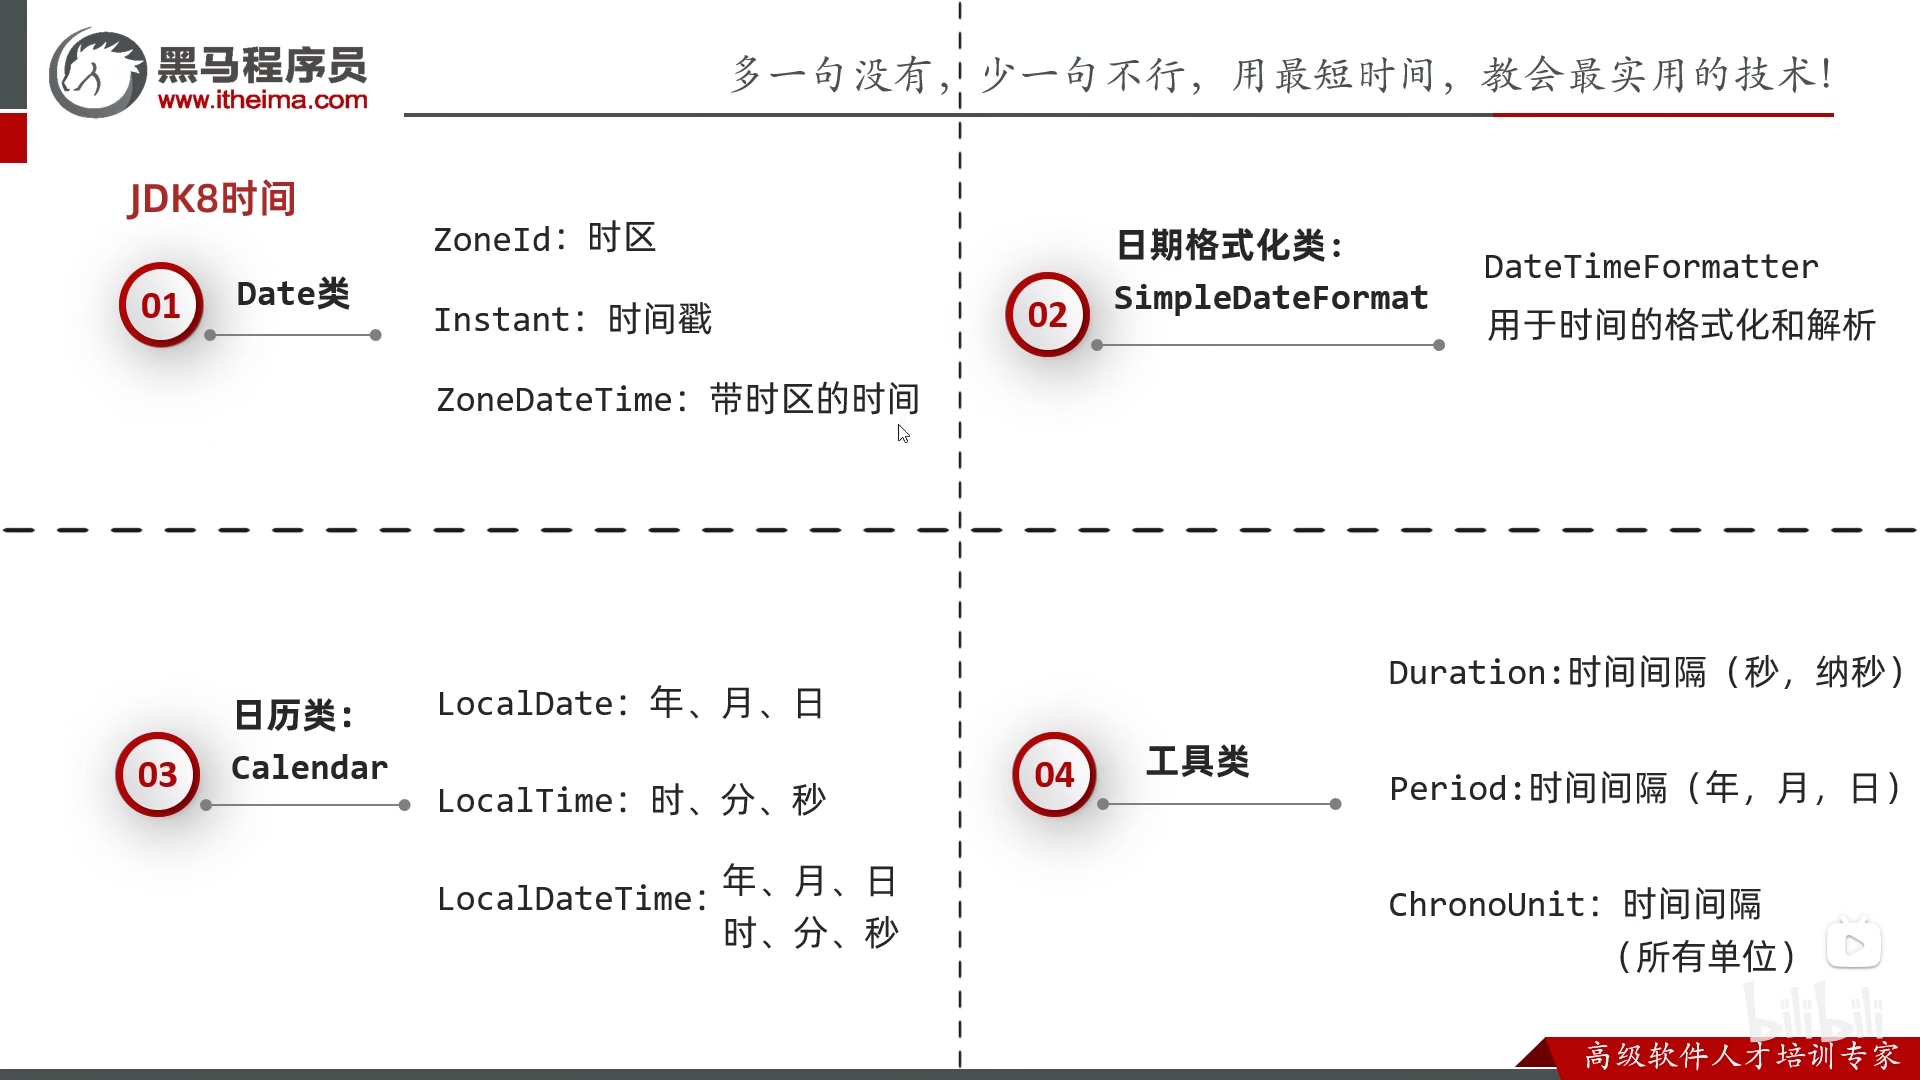 黑马程序员
www.itheima.com
多一句没有，少一句不行，用最短时间，教会最实用的技术！
JDK8时间
01
Date类
ZoneId：时区
Instant：时间戳
ZoneDateTime：带时区的时间
02
日期格式化类：
SimpleDateFormat
DateTimeFormatter
用于时间的格式化和解析
03
日历类：
Calendar
LocalDate：年、月、日
LocalTime：时、分、秒
LocalDateTime：年、月、日
时、分、秒
04
工具类
Duration:时间间隔（秒，纳秒）
Period:时间间隔（年，月，日）
ChronoUnit：时间间隔
（所有单位）
bilibili
高级软件人才培训专家